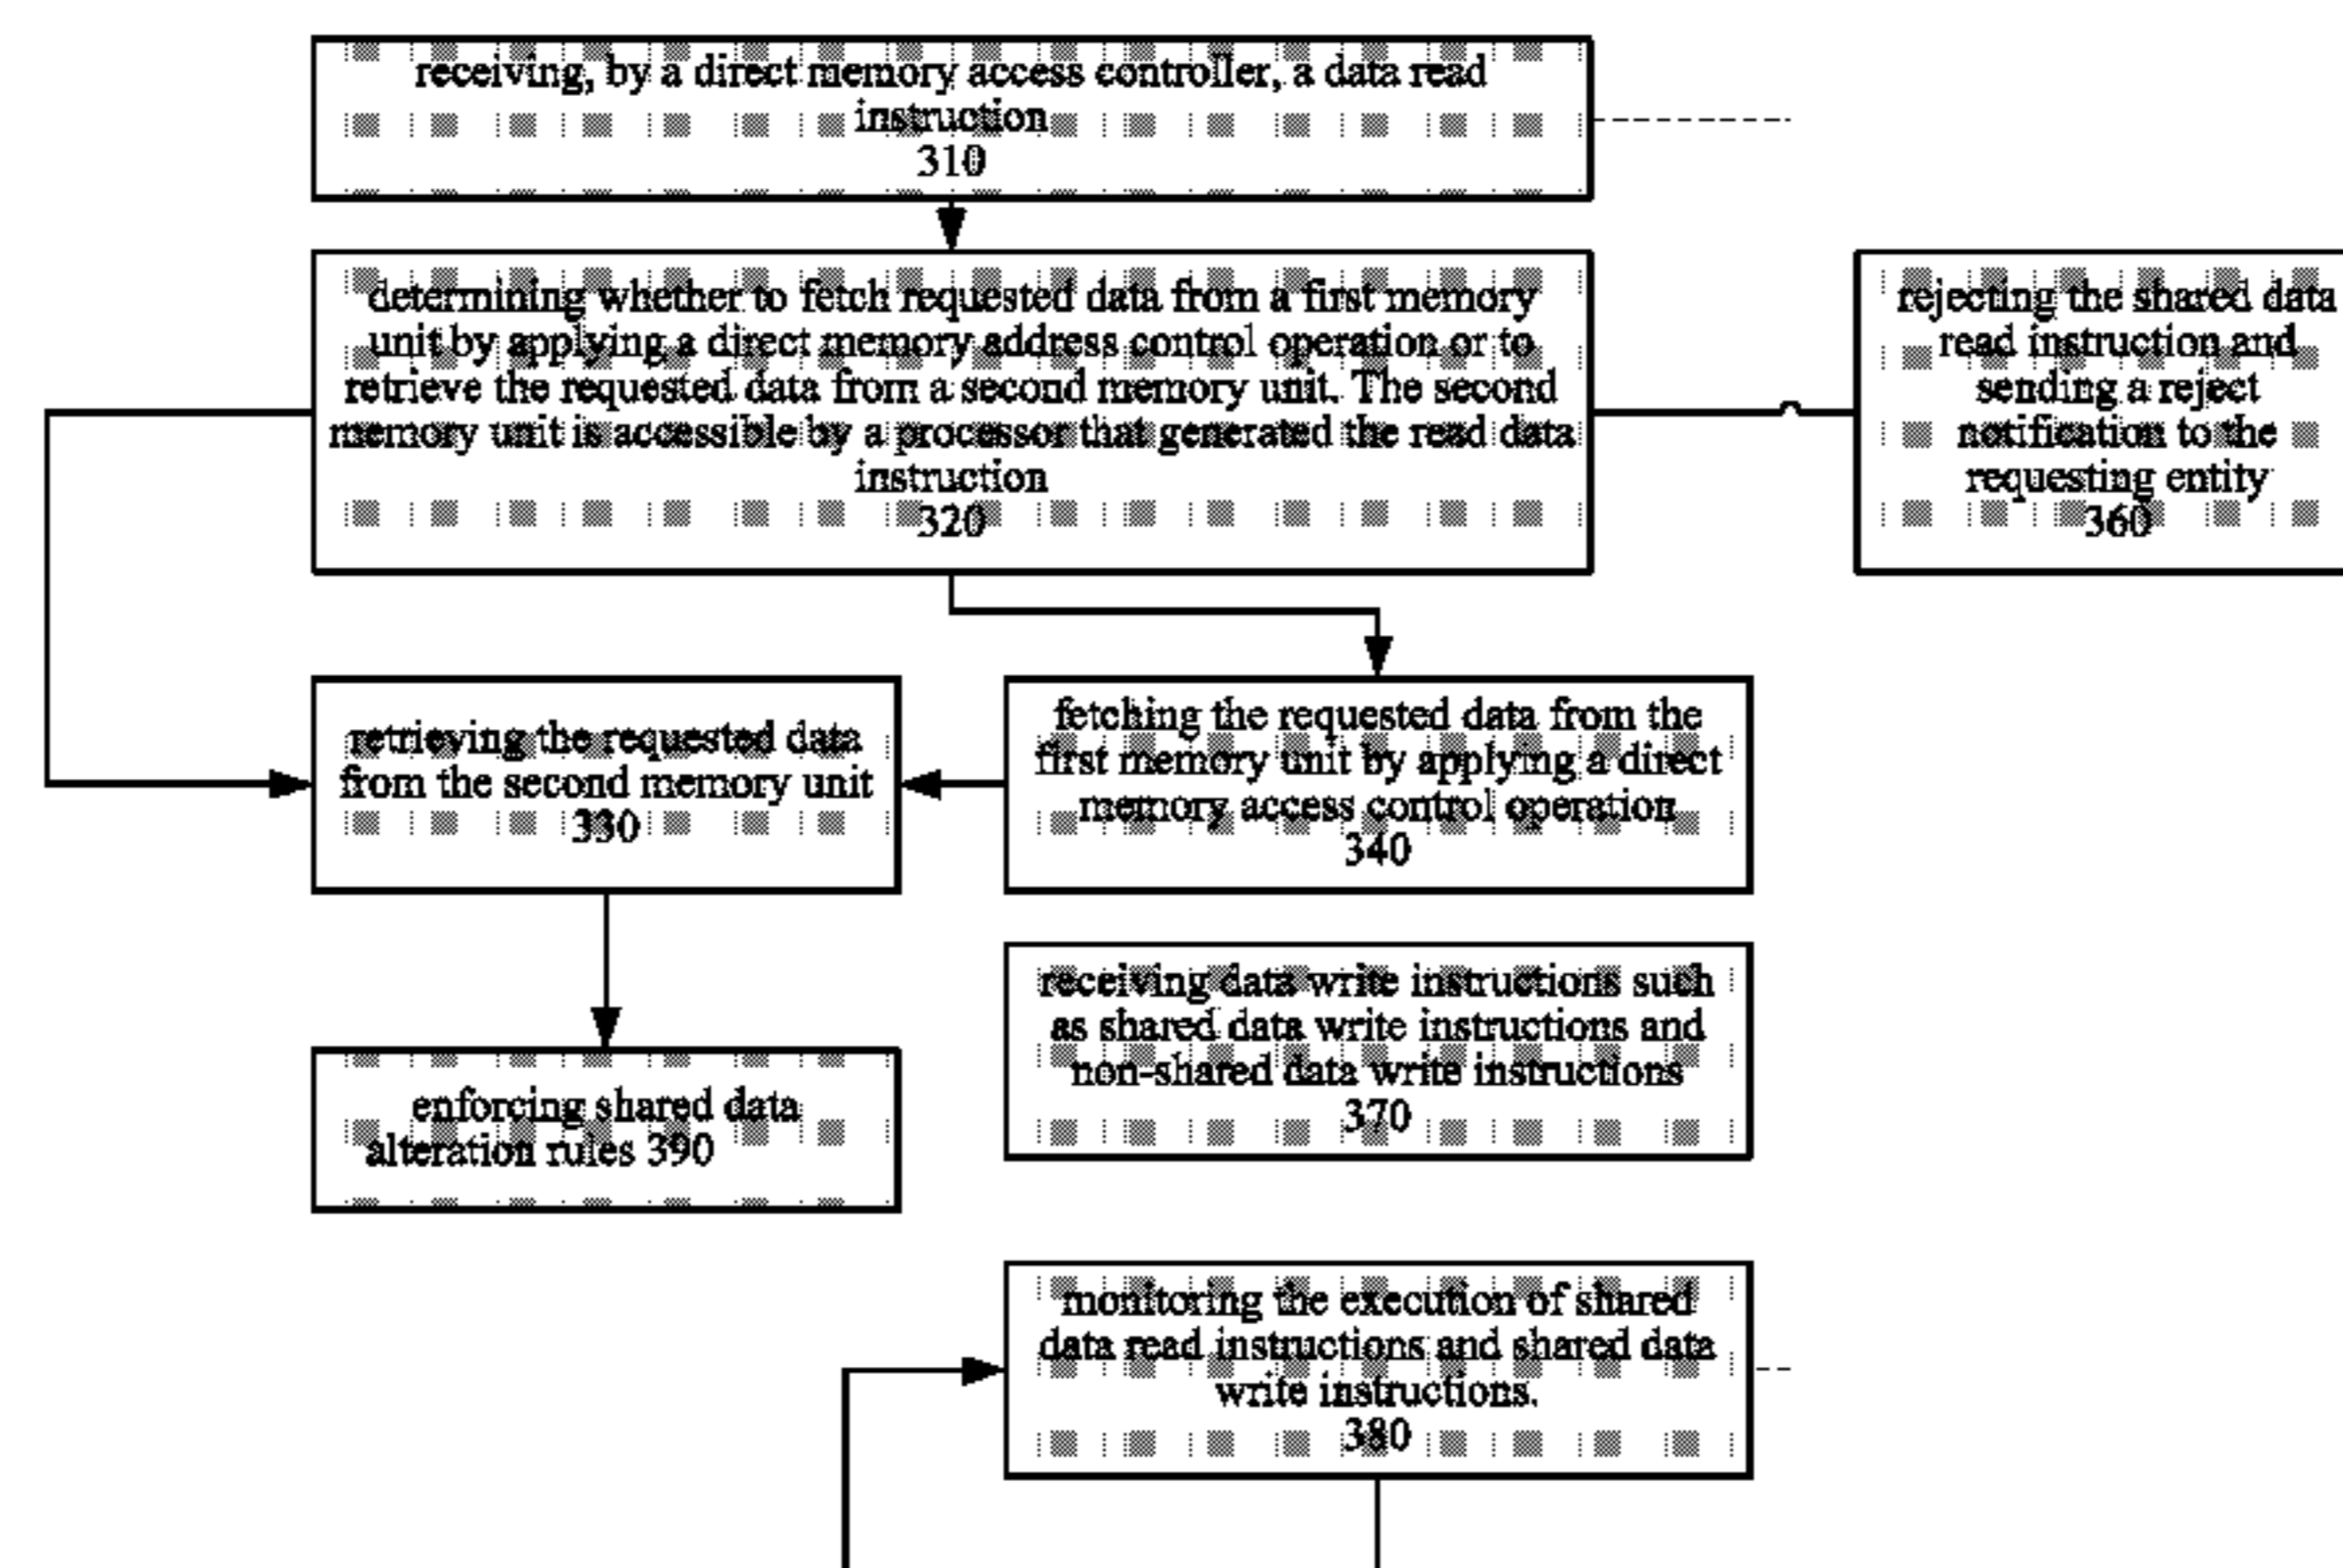 receiving, by a direct memory access controller, a data read
instruction
310
determining whether to fetch requested data from a first memory
unit by applying a direct memory address control operation or to
retrieve the requested data from a second memory unit. The second
memory unit is accessible by a processor that generated the read data
instruction
320
rejecting the shared data
read instruction and
sending a reject
notification to the
requesting entity
360
retrieving the requested data
from the second memory unit
330
fetching the requested data from the
first memory unit by applying a direct
memory access control operation
340
receiving data write instructions such
as shared data write instructions and
non-shared data write instructions
370
enforcing shared data
alteration rules 390
monitoring the execution of shared
data read instructions and shared data
write instructions.
380